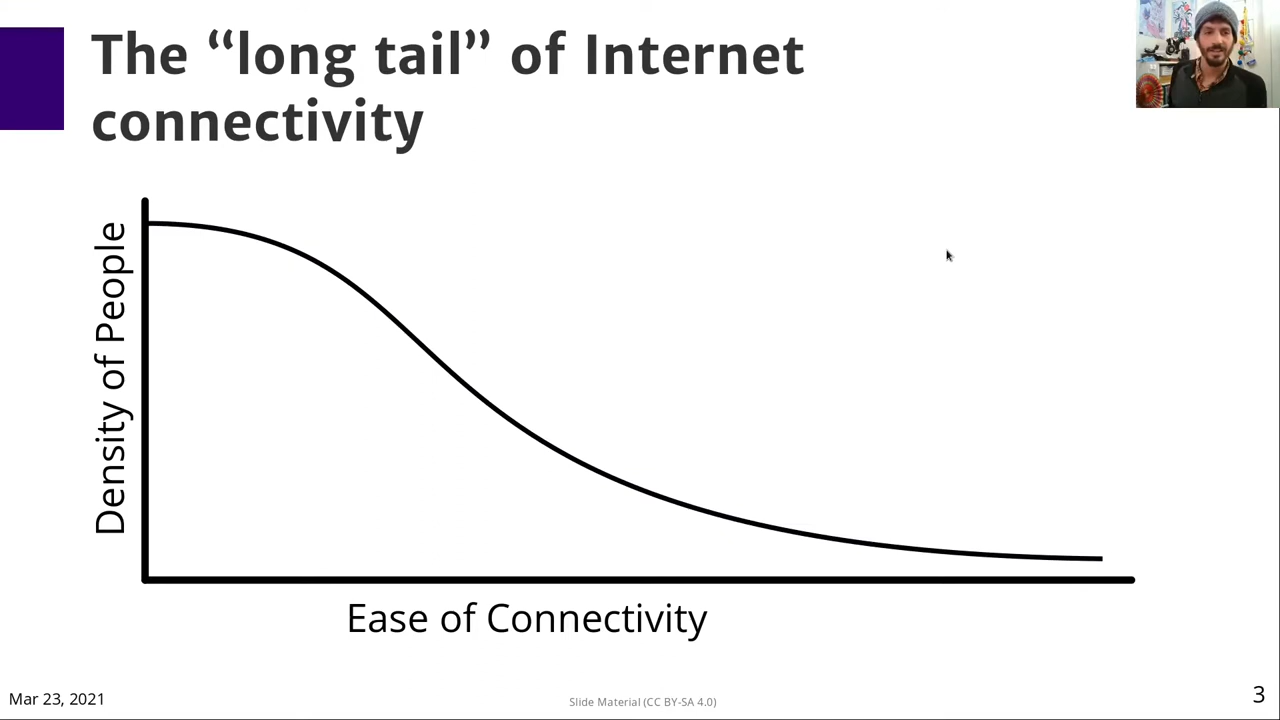 The “long tail” of Internet
connectivity
Density of People
Ease of Connectivity
Mar 23, 2021
Slide Material (CC BY-SA 4.0)
3